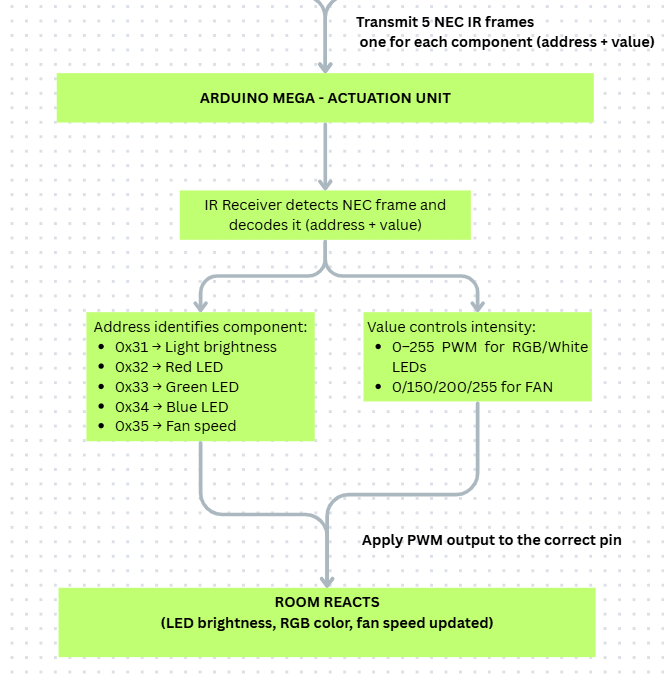 Transmit 5 NEC IR frames
one for each component (address + value)
ARDUINO MEGA - ACTUATION UNIT
IR Receiver detects NEC frame and
decodes it (address + value)
Address identifies component:
• 0x31 → Light brightness
• 0x32 → Red LED
• 0x33 → Green LED
• 0x34 → Blue LED
• 0x35 → Fan speed
Value controls intensity:
• 0–255 PWM for RGB/White
LEDs
• 0/150/200/255 for FAN
Apply PWM output to the correct pin
ROOM REACTS
(LED brightness, RGB color, fan speed updated)